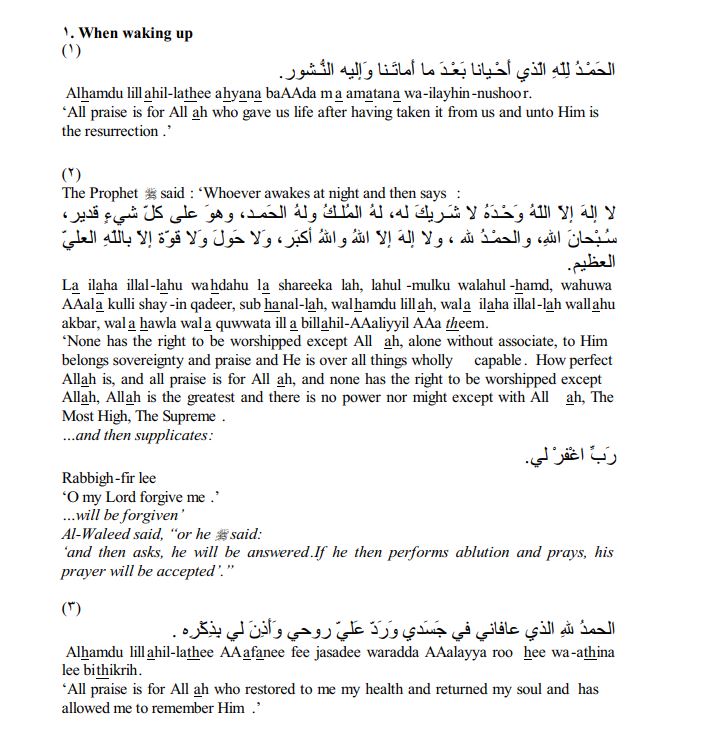 ١. When waking up
(١)
الحَمْـدُ لِلّهِ الّذي أَحْـيانا بَعْـدَ ما أماتَـنا وَإليه النُّـشور.
Alhamdu lillahil-lathee ahyana baAAda ma amatana wa-ilayhin-nushoor.
‘All praise is for Allah who gave us life after having taken it from us and unto Him is
the resurrection.’
(٢)
The Prophet ﷺ said : ‘Whoever awakes at night and then says :
لا إلهَ إلاّ اللّهُ وَحْـدَهُ لا شَـريكَ له، لهُ المُلـكُ ولهُ الحَمـد، وهوَ على كلّ شيءٍ قدير،
سُـبْحانَ اللهِ، والحمْـدُ لله ، ولا إلهَ إلاّ اللهُ واللهُ أكبَر، وَلا حَولَ وَلا قوّة إلاّ باللّهِ العليّ
العظيم.
La ilaha illal-lahu wahdahu la shareeka lah, lahul-mulku walahul-hamd, wahuwa
AAala kulli shay-in qadeer, subhanal-lah, walhamdu lillah, wala ilaha illal-lah wallahu
akbar, wala hawla wala quwwata illa billahil-AAaliyyil AAatheem.
‘None has the right to be worshipped except Allah, alone without associate, to Him
belongs sovereignty and praise and He is over all things wholly capable. How perfect
Allah is, and all praise is for Allah, and none has the right to be worshipped except
Allah, Allah is the greatest and there is no power nor might except with Allah, The
Most High, The Supreme.
…and then supplicates:
رَبِّ اغْفرْ لي.
Rabbigh-fir lee
‘O my Lord forgive me.’
…will be forgiven’
Al-Waleed said, “or he ﷺ said:
‘and then asks, he will be answered.If he then performs ablution and prays, his
prayer will be accepted’.”
(٣)
الحمدُ للهِ الذي عافاني في جَسَدي وَرَدّ عَلَيّ روحي وَأَذِنَ لي بِذِكْرِه .
Alhamdu lillahil-lathee AAafanee fee jasadee waradda AAalayya roohee wa-athina
lee bithikrih.
‘All praise is for Allah who restored to me my health and returned my soul and has
allowed me to remember Him.’